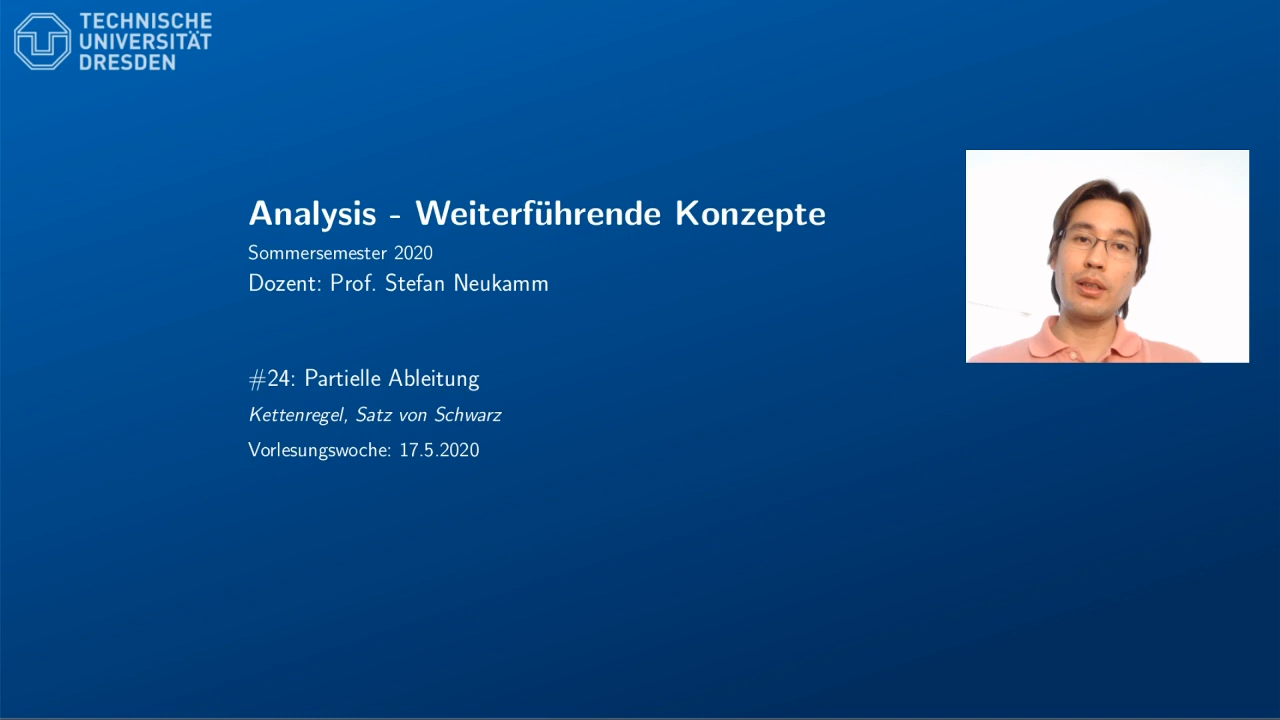 TECHNISCHE
UNIVERSITÄT
DRESDEN
Analysis - Weiterführende Konzepte
Sommersemester 2020
Dozent: Prof. Stefan Neukamm
#24: Partielle Ableitung
Kettenregel, Satz von Schwarz
Vorlesungswoche: 17.5.2020